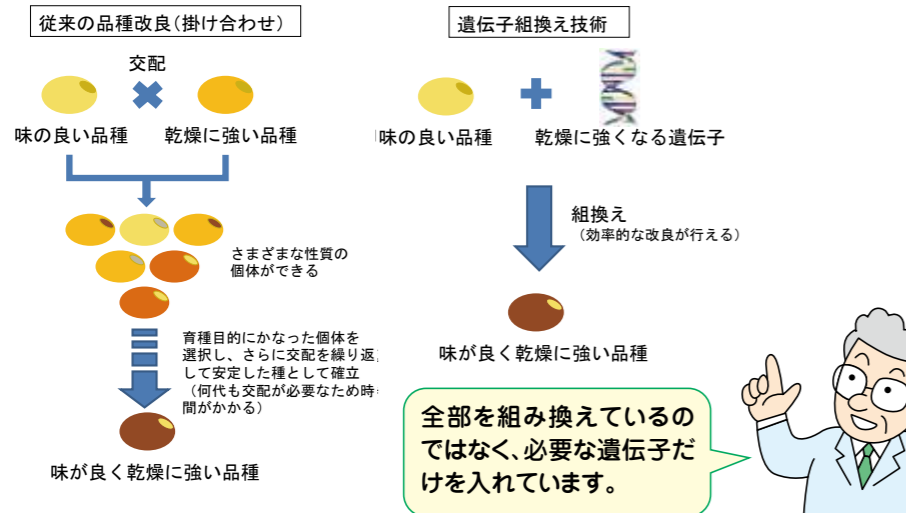 従来の品種改良(掛け合わせ)
交配
味の良い品種
乾燥に強い品種
さまざまな性質の
個体ができる
育種目的にかなった個体を
選択し、さらに交配を繰り返
して安定した種として確立
(何代も交配が必要なため時
間がかかる)
味が良く乾燥に強い品種
遺伝子組換え技術
味の良い品種
乾燥に強くなる遺伝子
組換え
(効率的な改良が行える)
味が良く乾燥に強い品種
全部を組み換えているの
ではなく、必要な遺伝子だ
けを入れています。